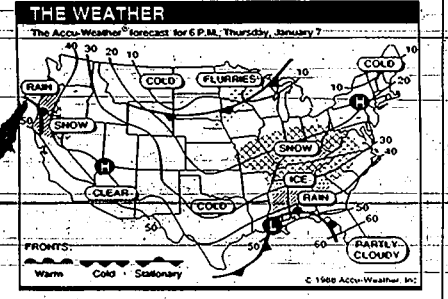 THE WEATHER
The Accu-Weather® forecast for 6 P.M., Thursday, January 7
40 30 20 10
10
COLD
FLURRIES
10
COLD
20
RAIN
10
H
50
SNOW
30
SNOW
40
H
ICE
CLEAR
RAIN
COLD
50
50
60
L
50
50
60
PARTLY CLOUDY
FRONTS:
Warm Cold Stationary
© 1988 Accu-Weather, Inc.